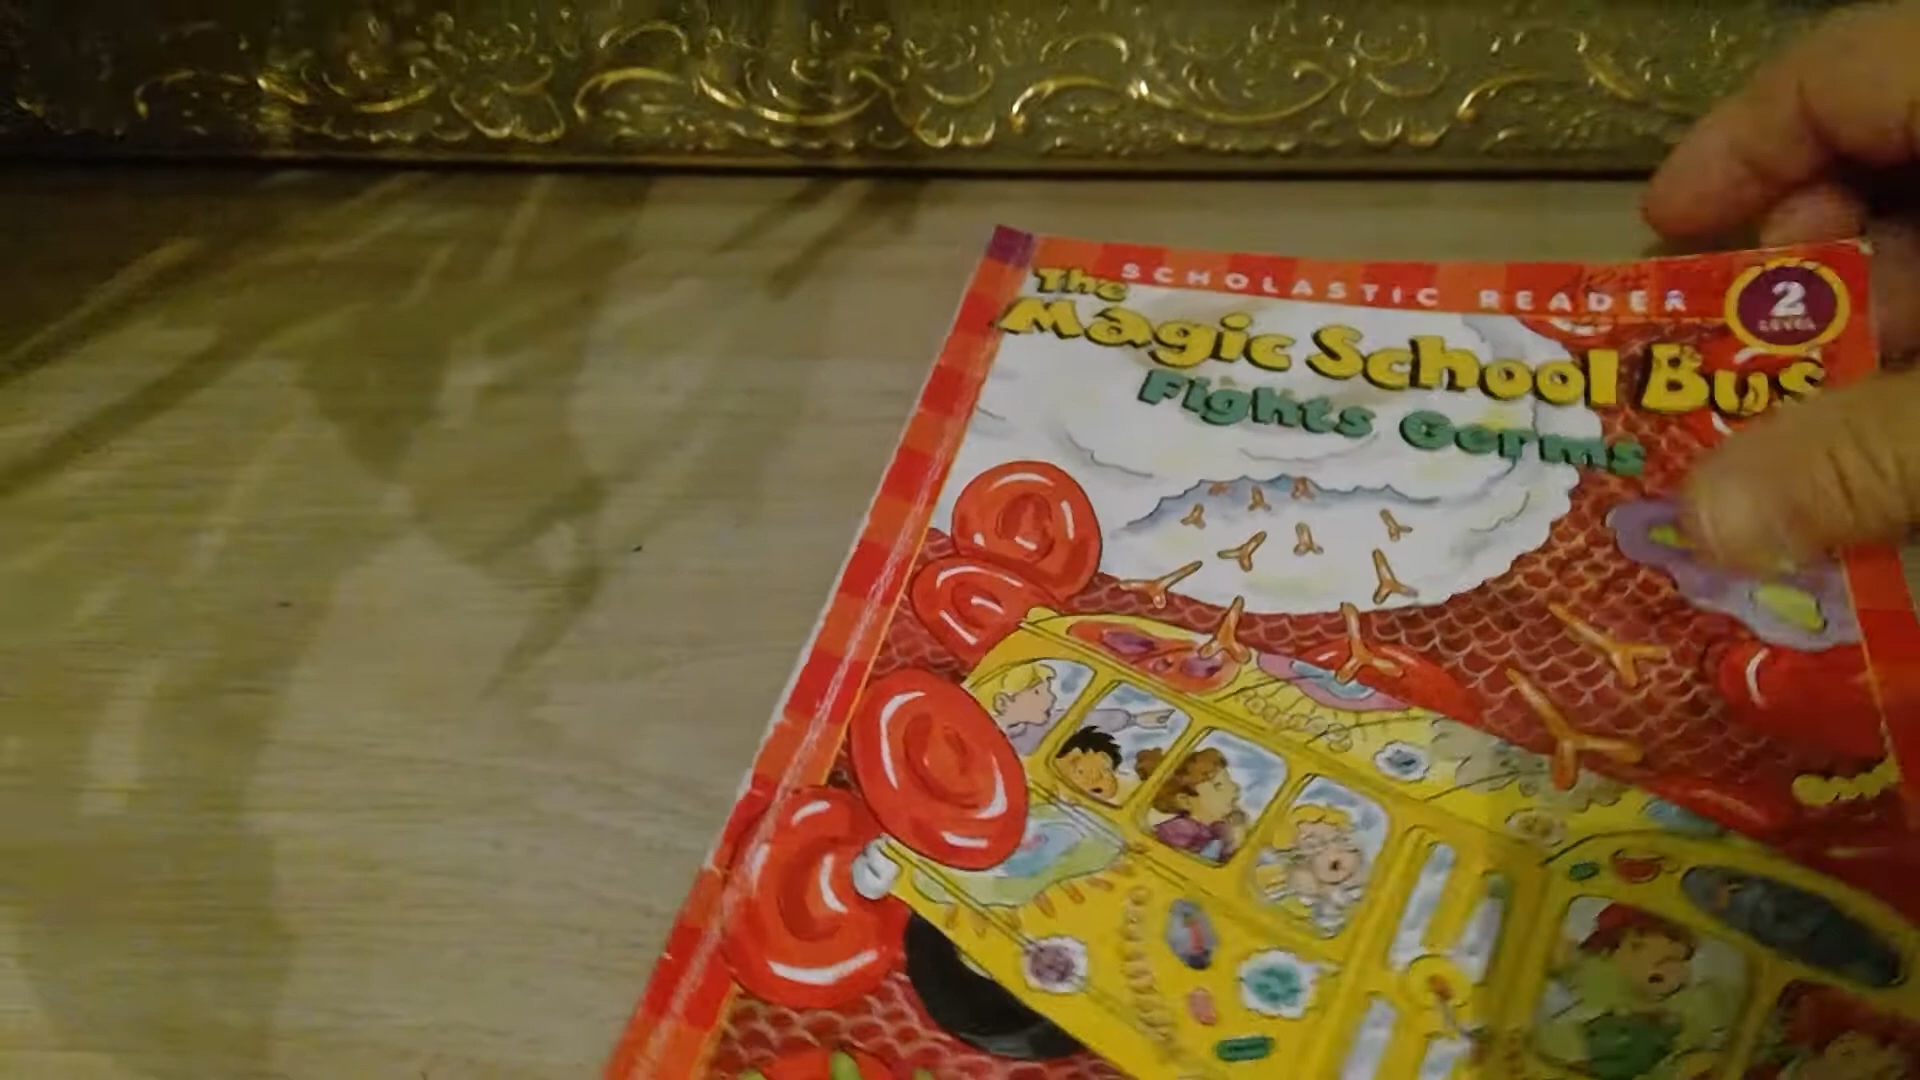 SCHOLASTIC READER
2
LEVEL
The
Magic School Bus
Fights Germs